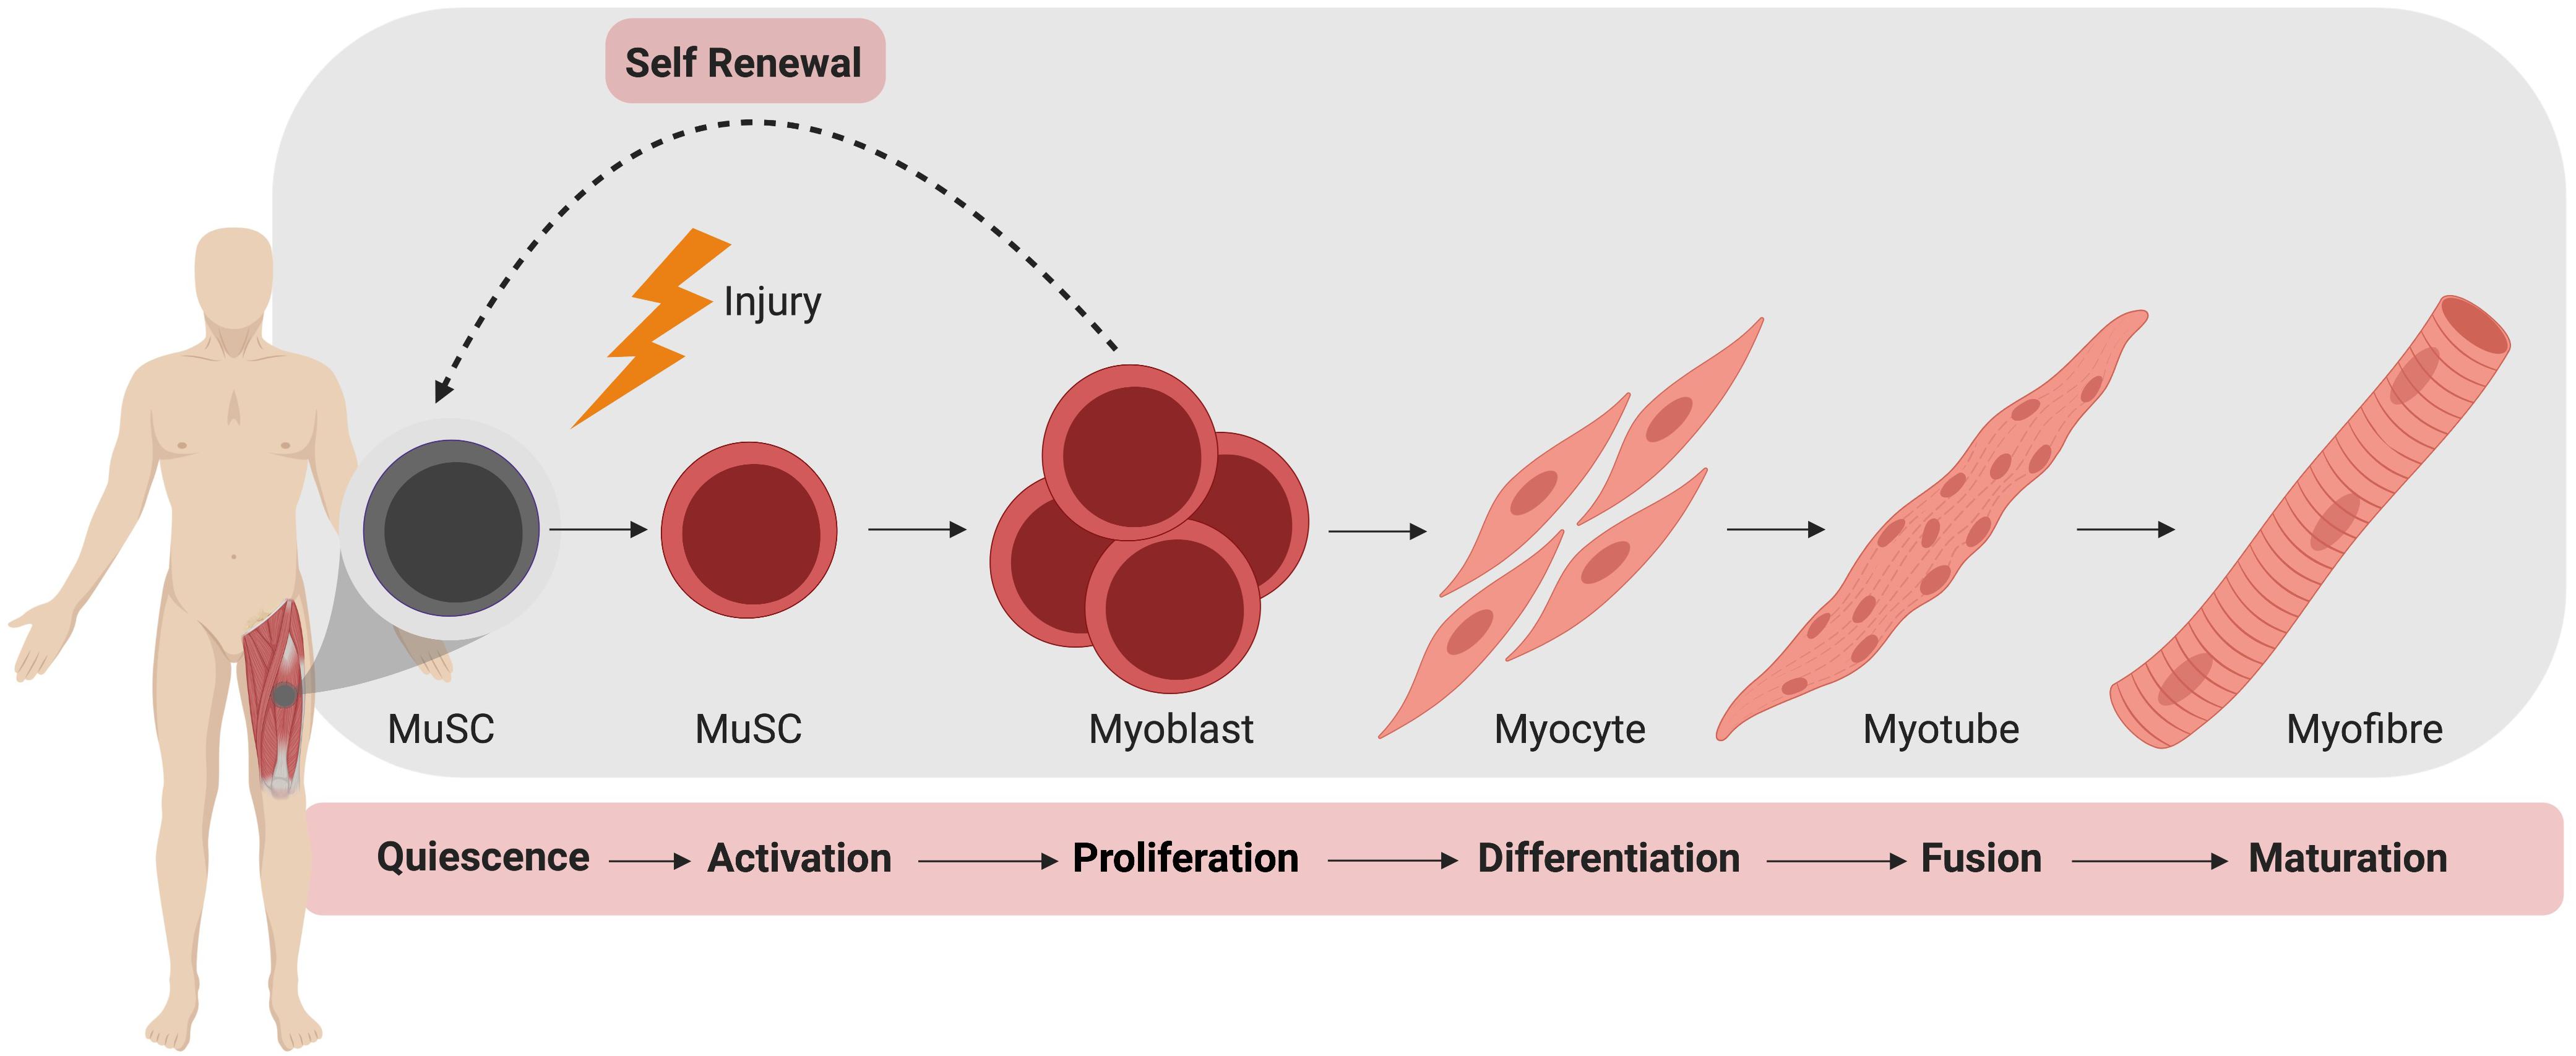 Self Renewal
Injury
MuSC
MuSC
Myoblast
Myocyte
Myotube
Myofibre
Quiescence
Activation
Proliferation
Differentiation
Fusion
Maturation